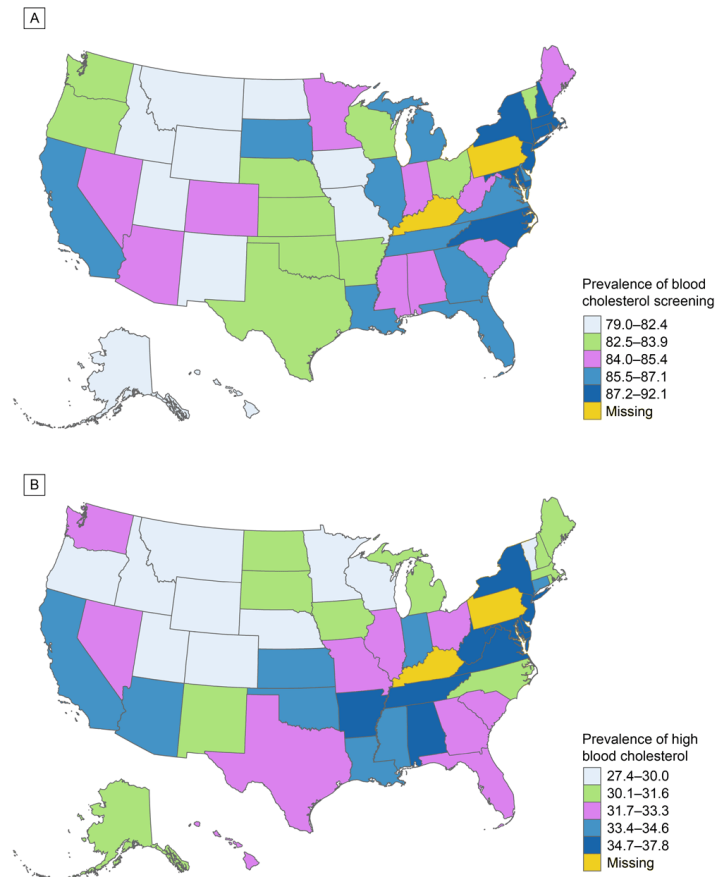 A
Prevalence of blood
cholesterol screening
79.0–82.4
82.5–83.9
84.0–85.4
85.5–87.1
87.2–92.1
Missing
B
Prevalence of high
blood cholesterol
27.4–30.0
30.1–31.6
31.7–33.3
33.4–34.6
34.7–37.8
Missing